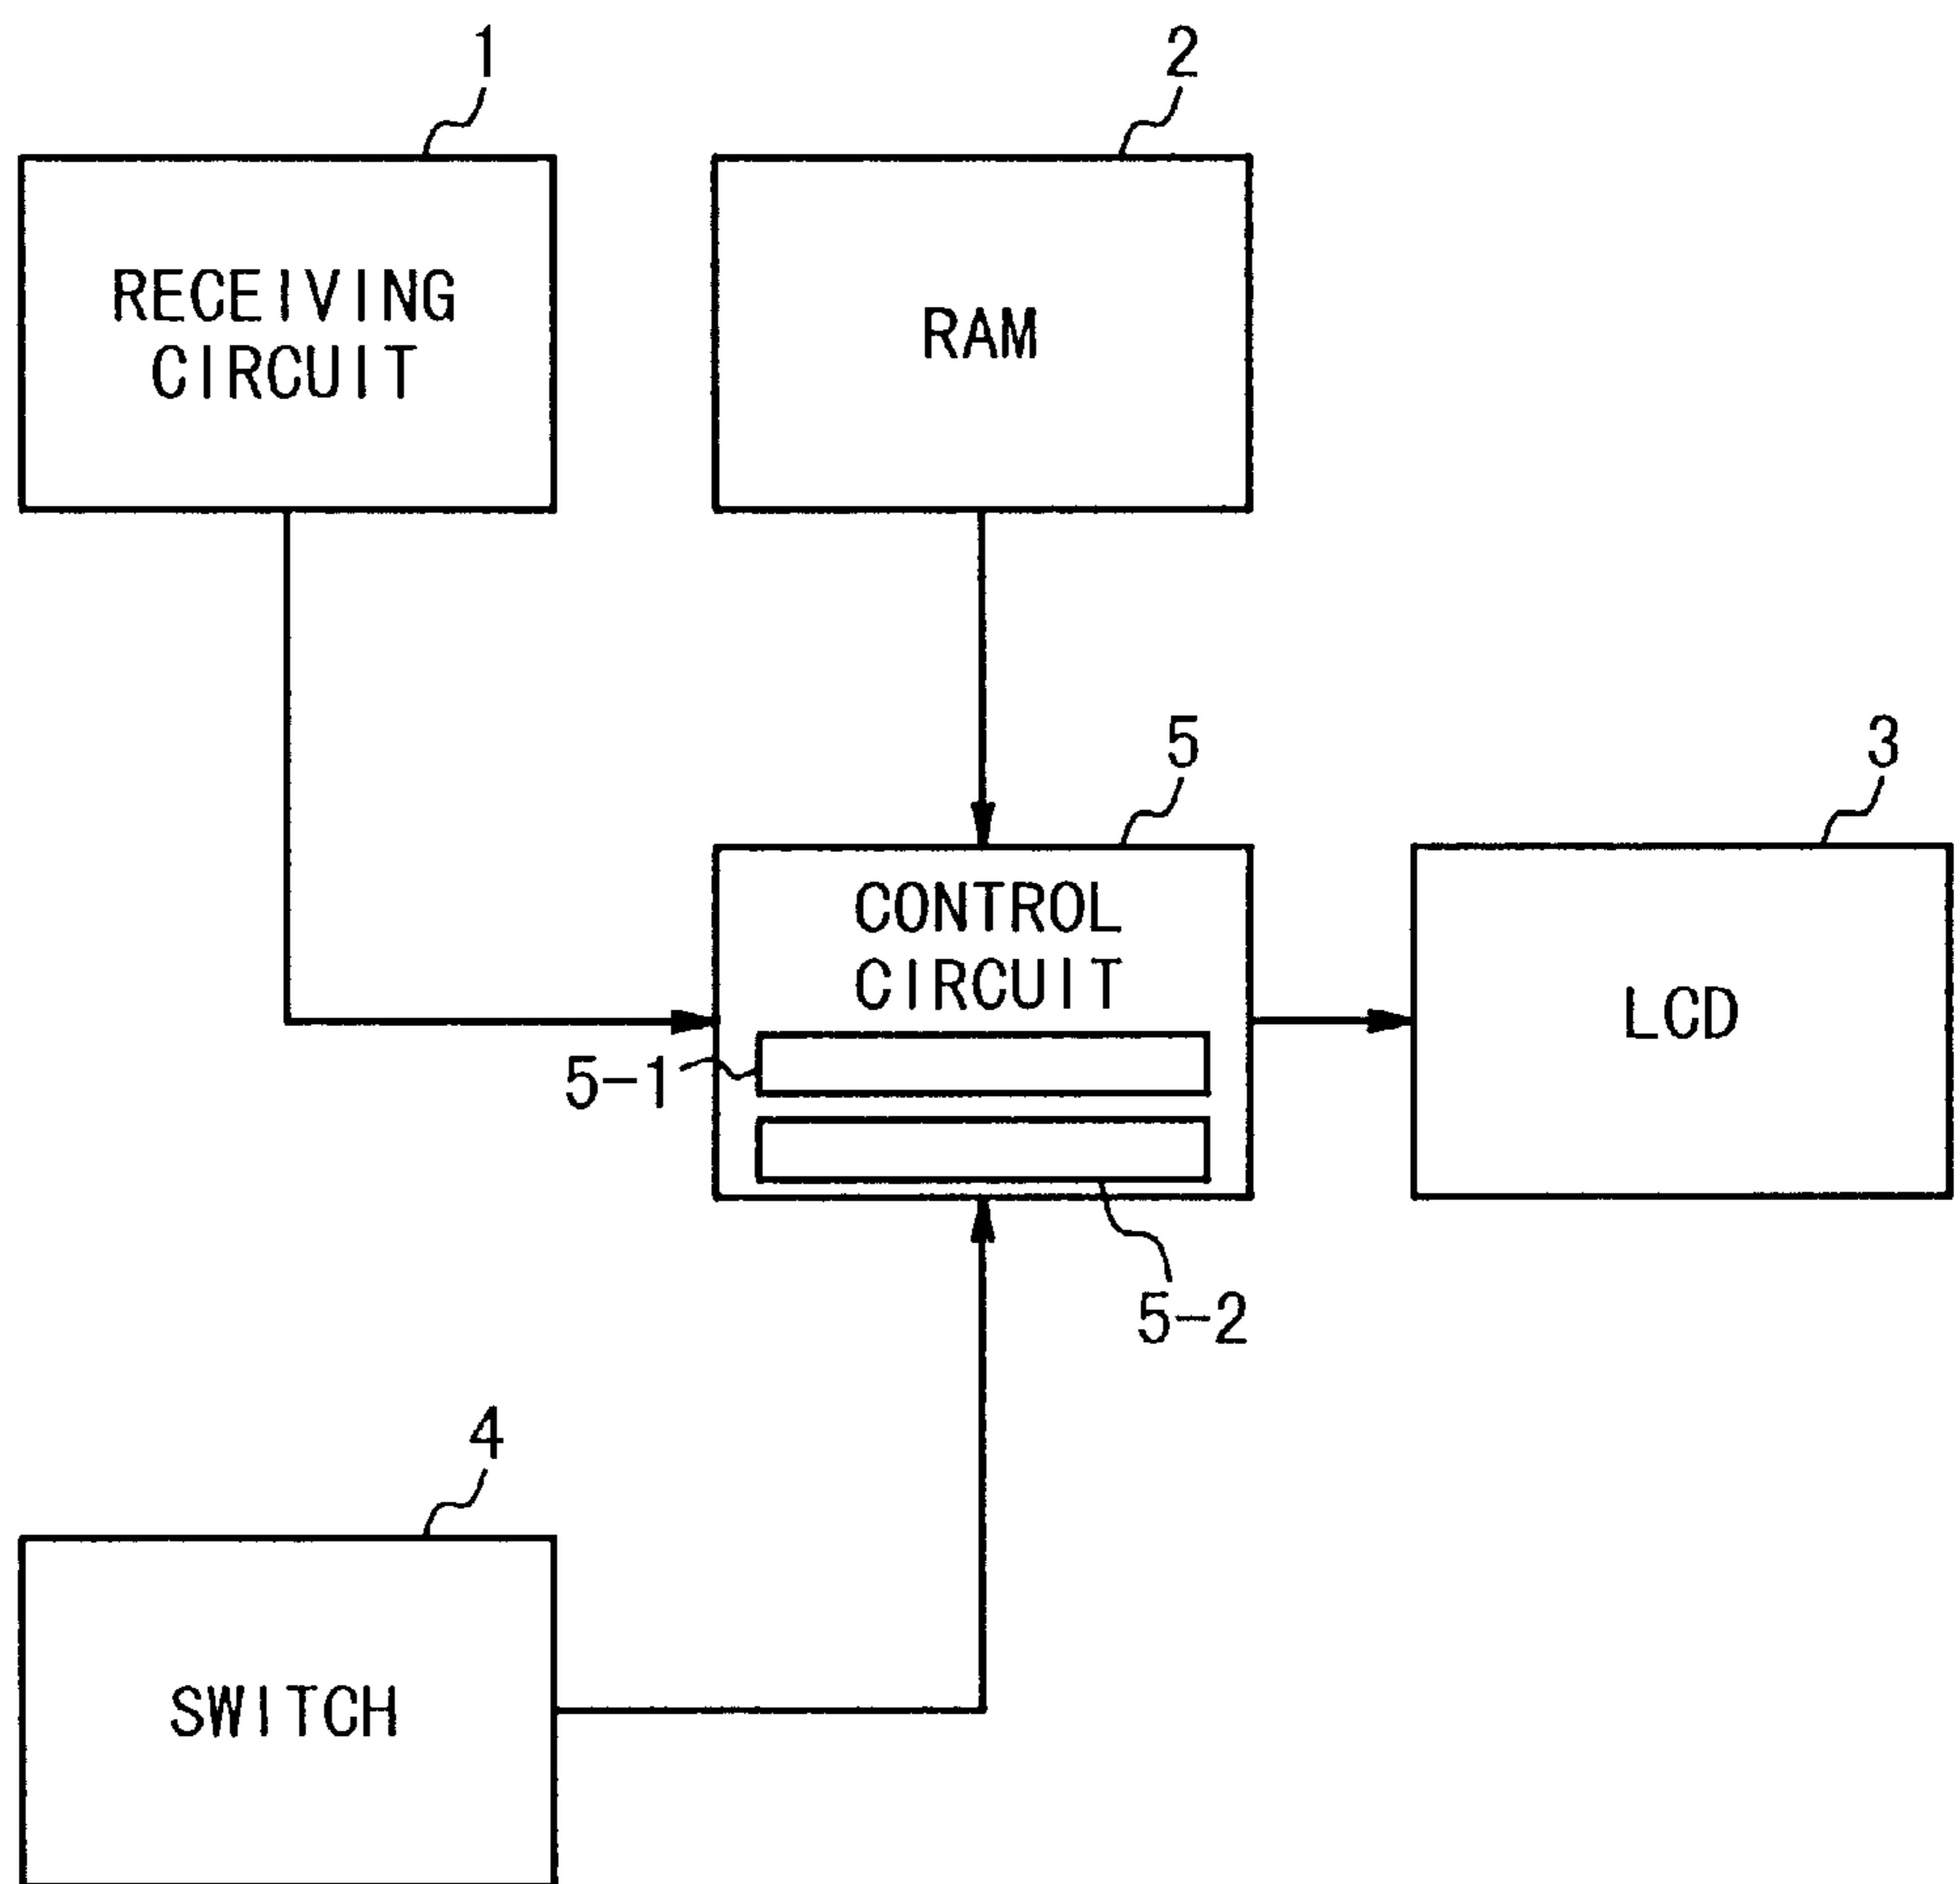 1
2
RECEIVING
CIRCUIT
RAM
5
3
CONTROL
CIRCUIT
LCD
5-1
5-2
4
SWITCH